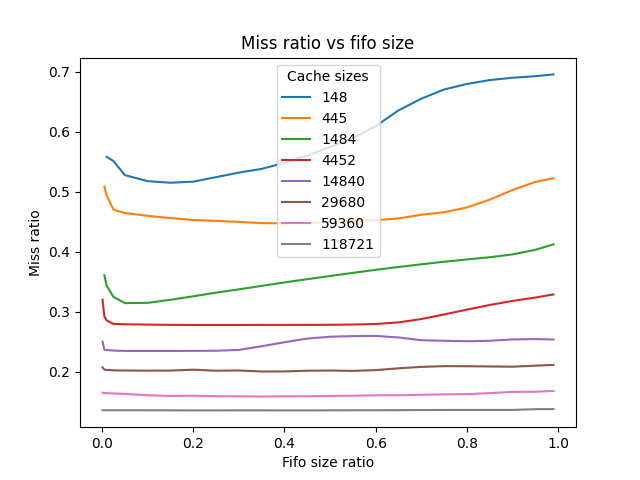 Miss ratio vs fifo size
Cache sizes
148
445
1484
4452
14840
29680
59360
118721
Miss ratio
0.7
0.6
0.5
0.4
0.3
0.2
0.0 0.2 0.4 0.6 0.8 1.0
Fifo size ratio